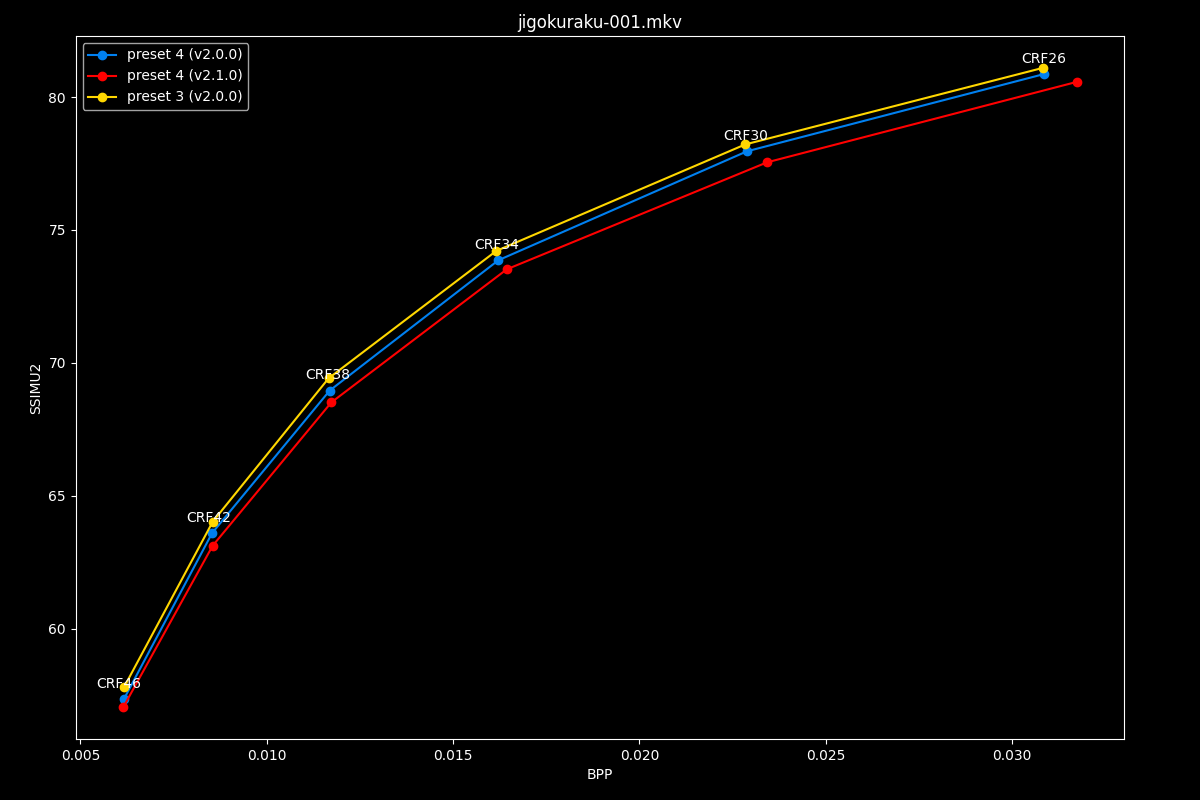 jigokuraku-001.mkv
preset 4 (v2.0.0)
preset 4 (v2.1.0)
preset 3 (v2.0.0)
CRF26
CRF30
CRF34
CRF38
CRF42
CRF46
SSIMU2
80
75
70
65
60
0.005 0.010 0.015 0.020 0.025 0.030
BPP